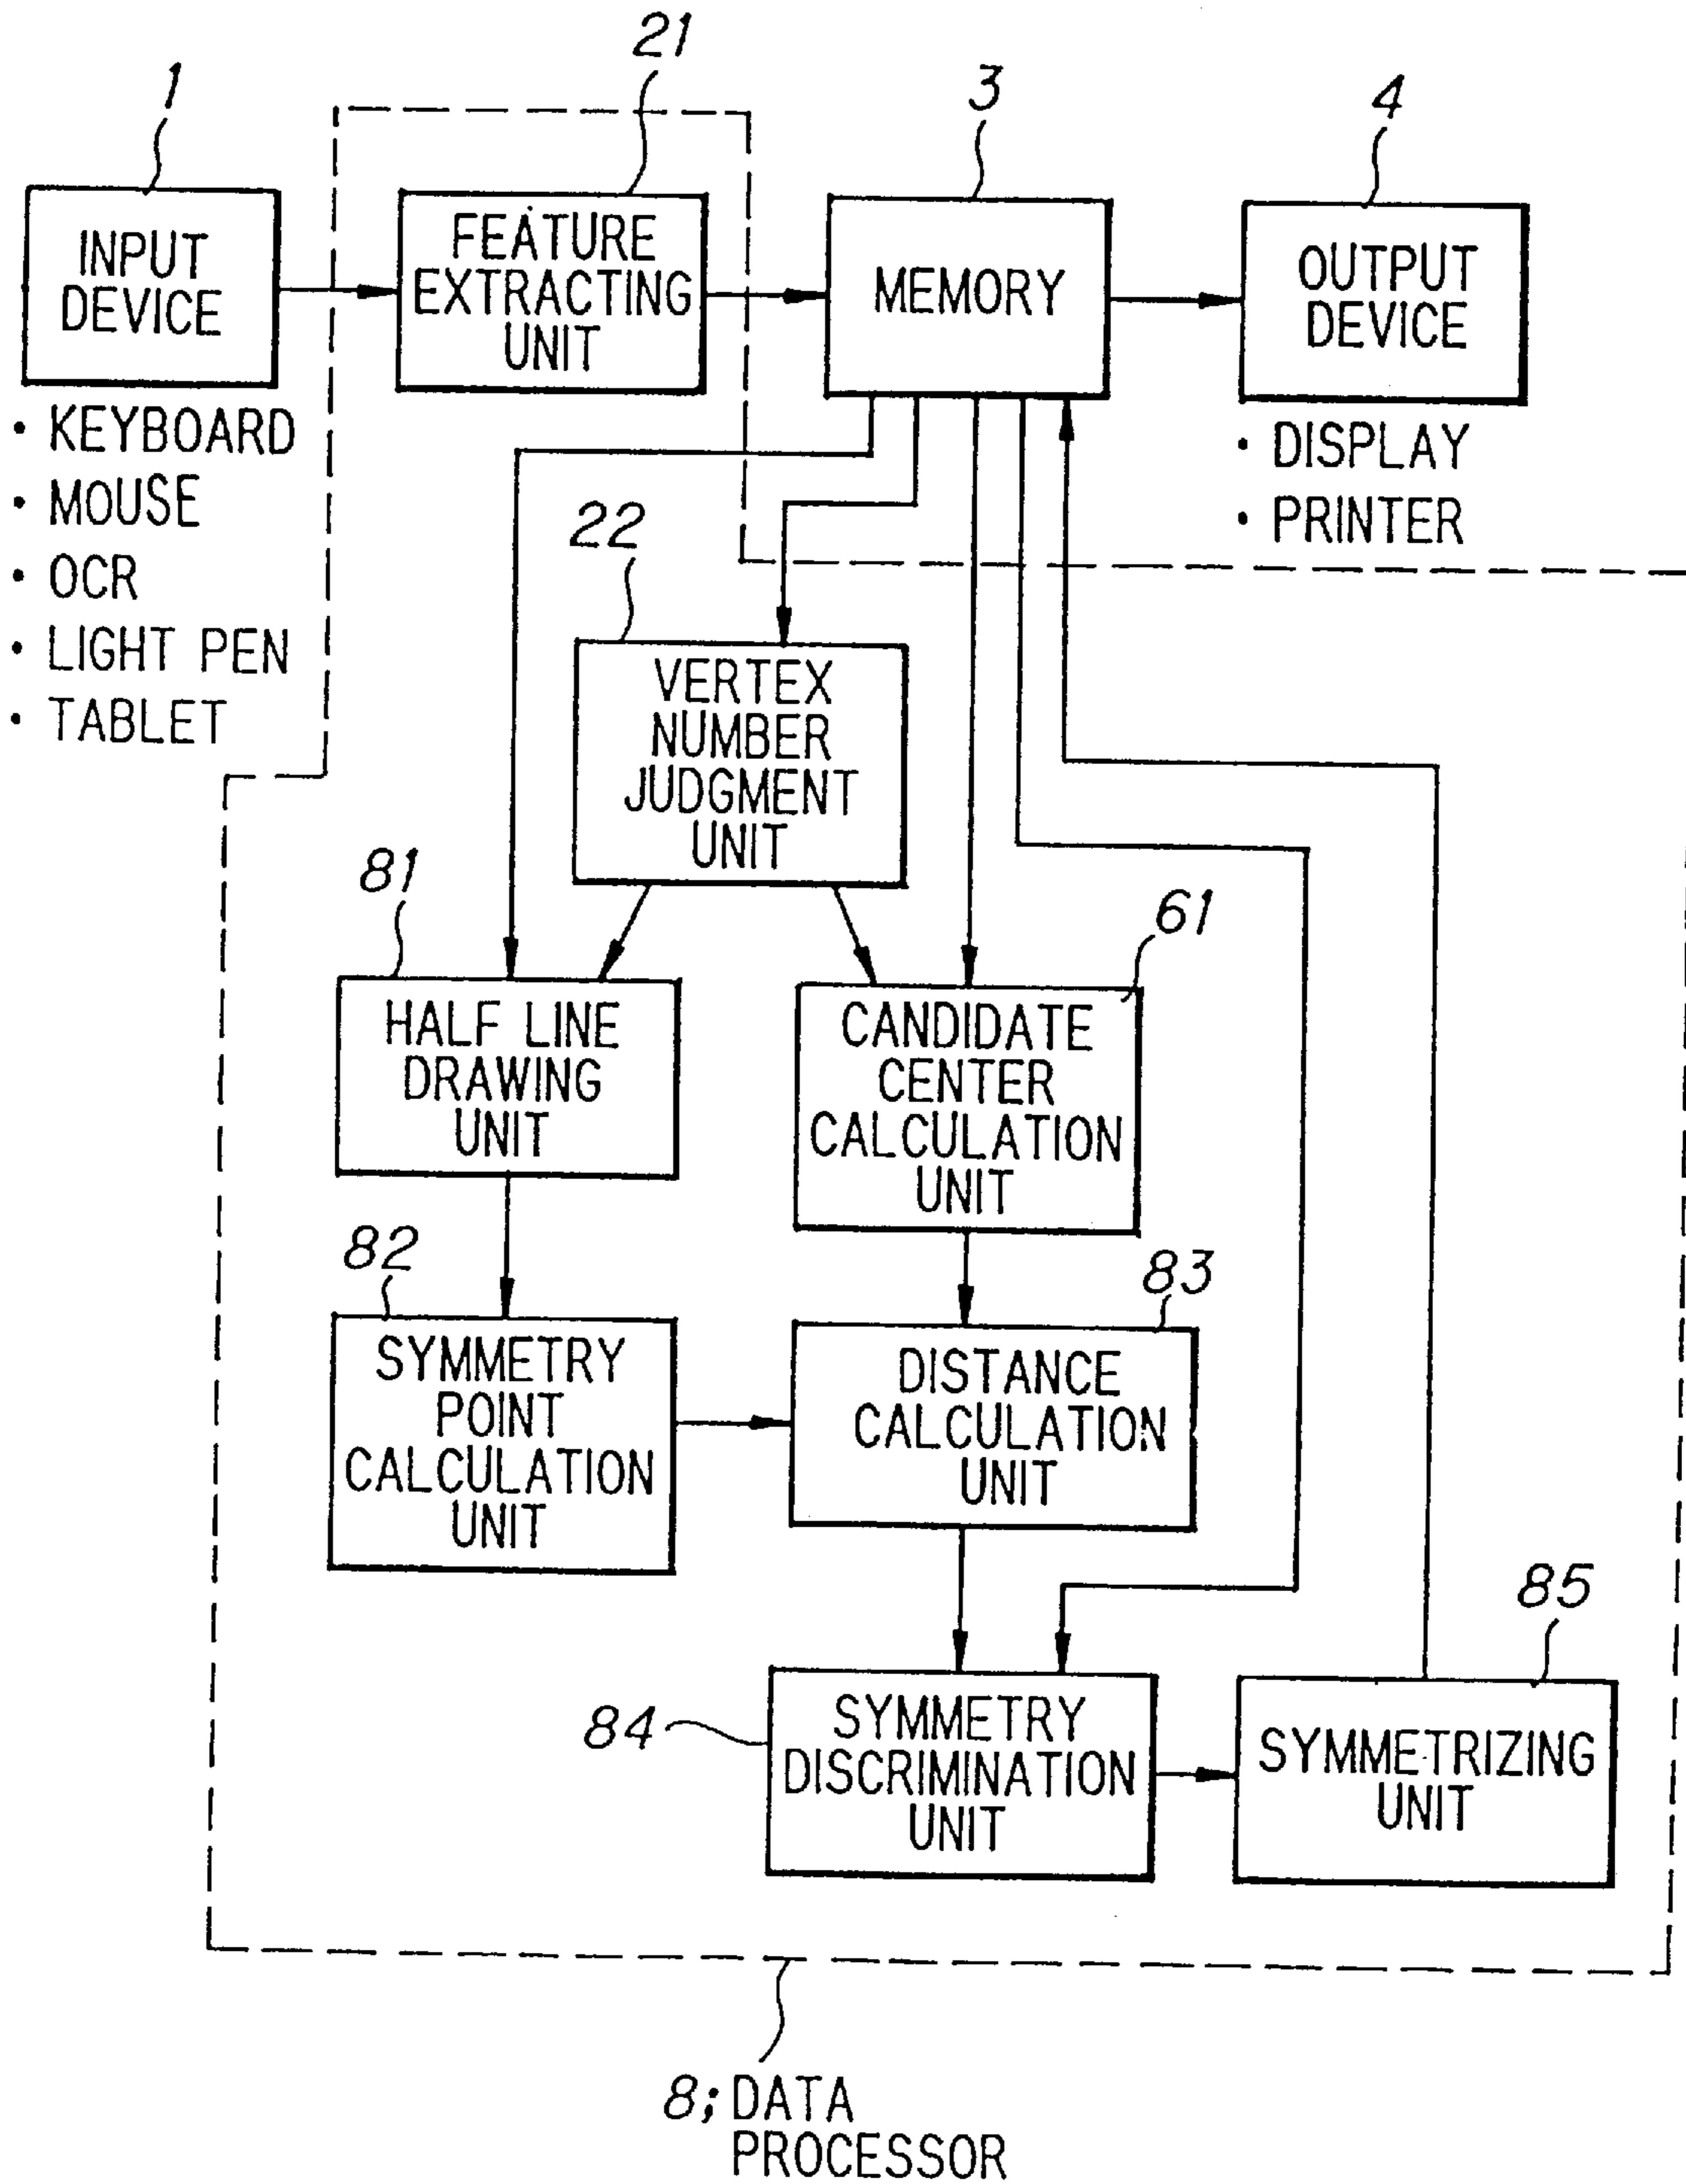 21
1
3
4
INPUT
DEVICE
FEATURE
EXTRACTING
UNIT
MEMORY
OUTPUT
DEVICE
• KEYBOARD
• MOUSE
• OCR
• LIGHT PEN
• TABLET
• DISPLAY
• PRINTER
22
VERTEX
NUMBER
JUDGMENT
UNIT
81
61
HALF LINE
DRAWING
UNIT
CANDIDATE
CENTER
CALCULATION
UNIT
82
83
SYMMETRY
POINT
CALCULATION
UNIT
DISTANCE
CALCULATION
UNIT
85
84
SYMMETRY
DISCRIMINATION
UNIT
SYMMETRIZING
UNIT
8; DATA
PROCESSOR